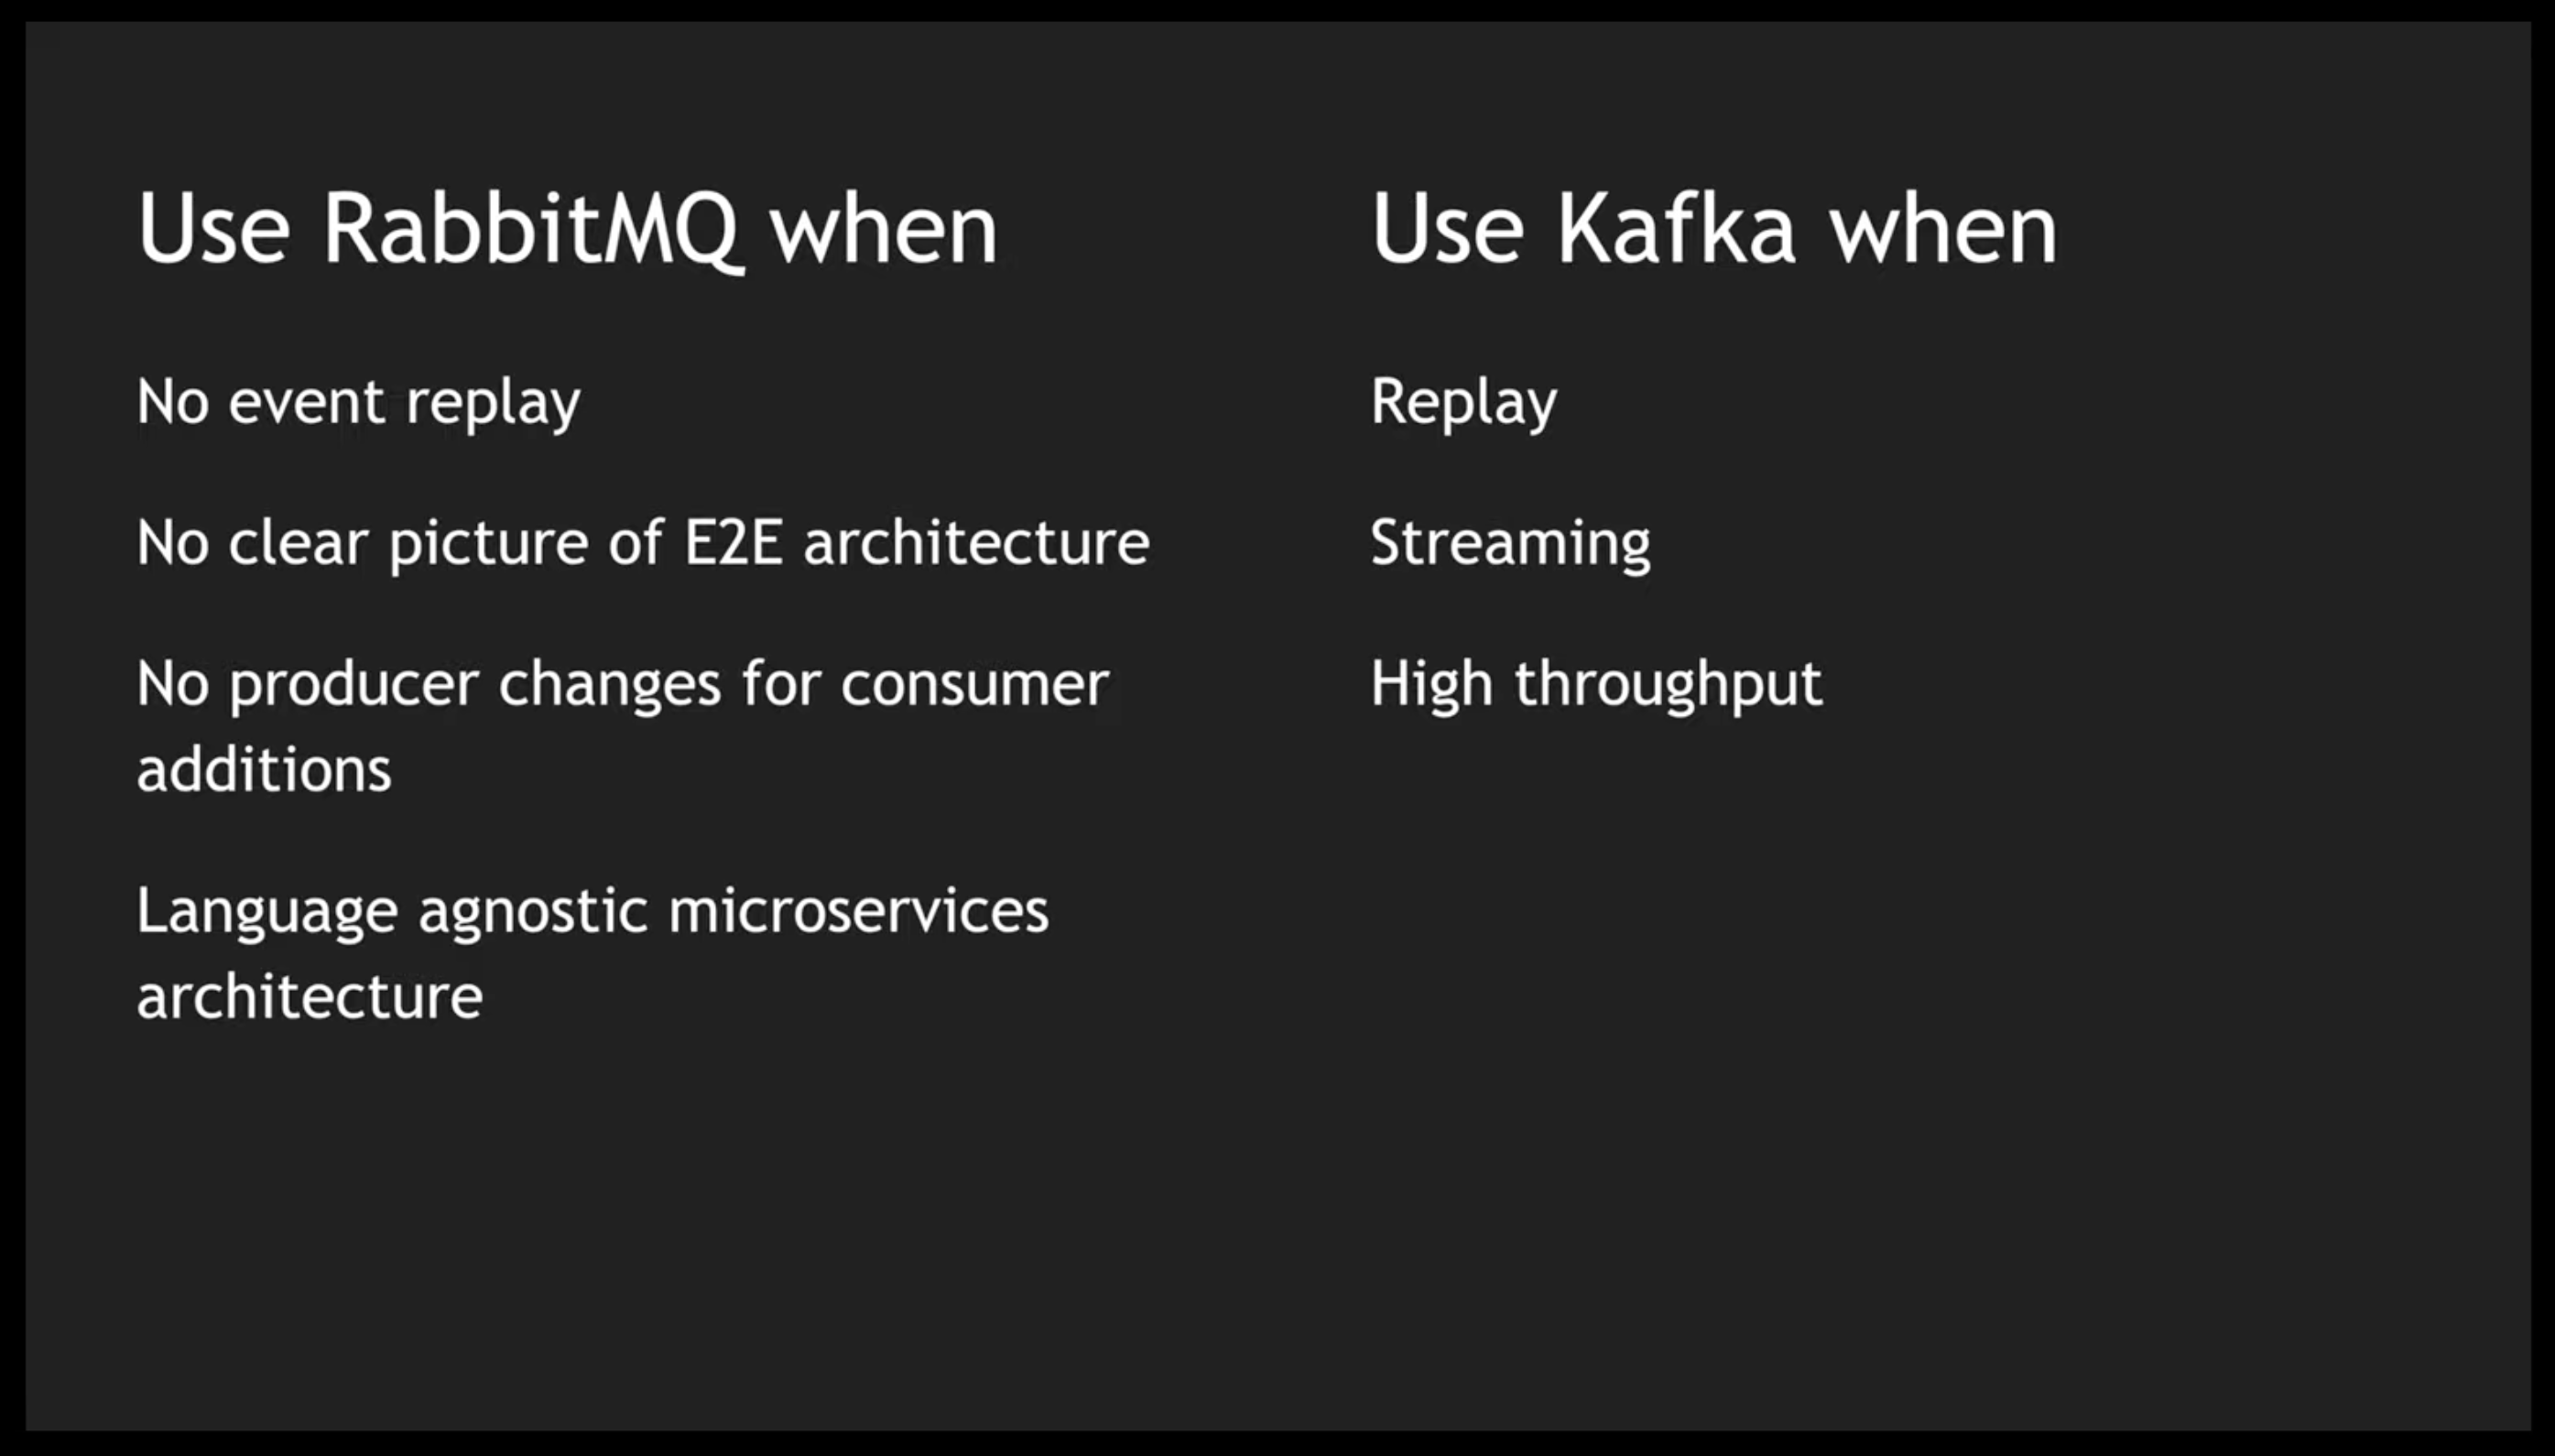 Use RabbitMQ when
No event replay
No clear picture of E2E architecture
No producer changes for consumer
additions
Language agnostic microservices
architecture
Use Kafka when
Replay
Streaming
High throughput